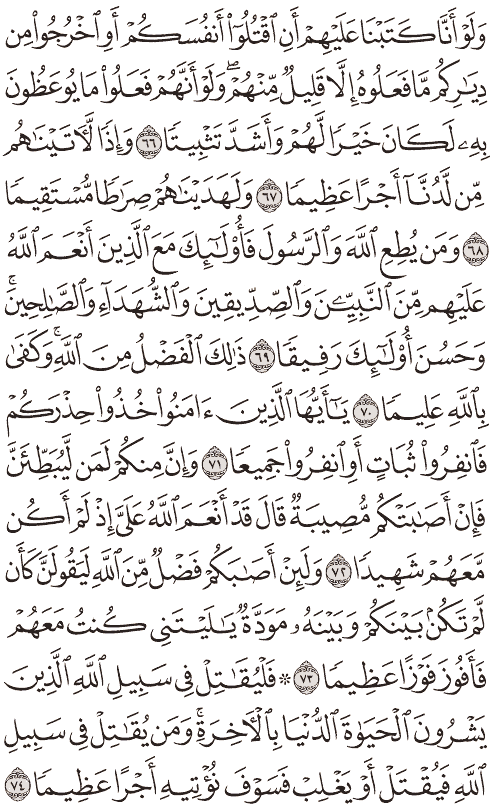 وَلَوۡ أَنَّا كَتَبۡنَا عَلَيۡهِمۡ أَنِ ٱقۡتُلُوٓاْ أَنفُسَكُمۡ أَوِ ٱخۡرُجُواْ مِن
دِيَٰرِكُم مَّا فَعَلُوهُ إِلَّا قَلِيلٞ مِّنۡهُمۡۖ وَلَوۡ أَنَّهُمۡ فَعَلُواْ مَا يُوعَظُونَ
بِهِۦ لَكَانَ خَيۡرٗا لَّهُمۡ وَأَشَدَّ تَثۡبِيتٗا ٦٦ وَإِذٗا لَّأٓتَيۡنَٰهُم
مِّن لَّدُنَّآ أَجۡرًا عَظِيمٗا ٦٧ وَلَهَدَيۡنَٰهُمۡ صِرَٰطٗا مُّسۡتَقِيمٗا
٦٨ وَمَن يُطِعِ ٱللَّهَ وَٱلرَّسُولَ فَأُوْلَٰٓئِكَ مَعَ ٱلَّذِينَ أَنۡعَمَ ٱللَّهُ
عَلَيۡهِم مِّنَ ٱلنَّبِيِّـۧنَ وَٱلصِّدِّيقِينَ وَٱلشُّهَدَآءِ وَٱلصَّٰلِحِينَۚ
وَحَسُنَ أُوْلَٰٓئِكَ رَفِيقٗا ٦٩ ذَٰلِكَ ٱلۡفَضۡلُ مِنَ ٱللَّهِۚ وَكَفَىٰ
بِٱللَّهِ عَلِيمٗا ٧٠ يَٰٓأَيُّهَا ٱلَّذِينَ ءَامَنُواْ خُذُواْ حِذۡرَكُمۡ
فَٱنفِرُواْ ثُبَاتٍ أَوِ ٱنفِرُواْ جَمِيعٗا ٧١ وَإِنَّ مِنكُمۡ لَمَن لَّيُبَطِّئَنَّ
فَإِنۡ أَصَٰبَتۡكُم مُّصِيبَةٞ قَالَ قَدۡ أَنۡعَمَ ٱللَّهُ عَلَيَّ إِذۡ لَمۡ أَكُن
مَّعَهُمۡ شَهِيدٗا ٧٢ وَلَئِنۡ أَصَٰبَكُمۡ فَضۡلٞ مِّنَ ٱللَّهِ لَيَقُولَنَّ كَأَن
لَّمۡ تَكُنۢ بَيۡنَكُمۡ وَبَيۡنَهُۥ مَوَدَّةٞ يَٰلَيۡتَنِي كُنتُ مَعَهُمۡ
فَأَفُوزَ فَوۡزًا عَظِيمٗا ٧٣ ۞ فَلۡيُقَٰتِلۡ فِي سَبِيلِ ٱللَّهِ ٱلَّذِينَ
يَشۡرُونَ ٱلۡحَيَوٰةَ ٱلدُّنۡيَا بِٱلۡأٓخِرَةِۚ وَمَن يُقَٰتِلۡ فِي سَبِيلِ
ٱللَّهِ فَيُقۡتَلۡ أَوۡ يَغۡلِبۡ فَسَوۡفَ نُؤۡتِيهِ أَجۡرًا عَظِيمٗا ٧٤